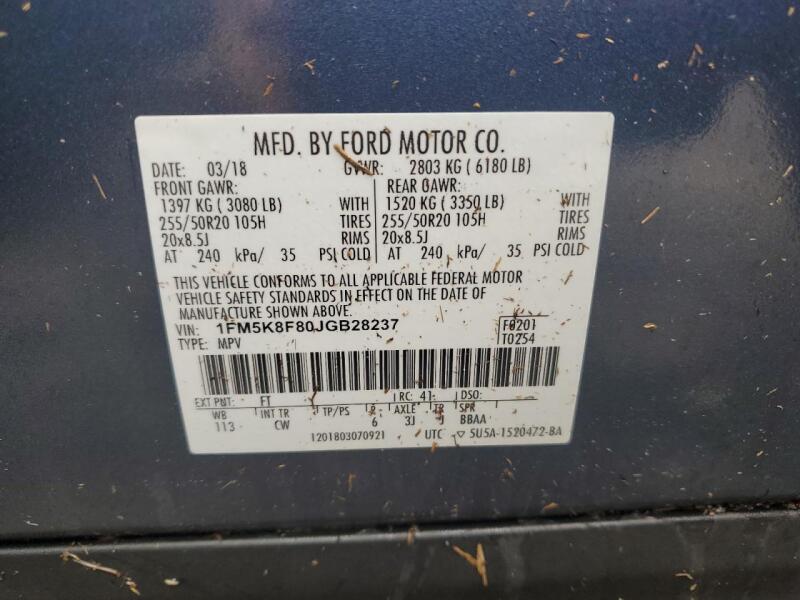 MFD. BY FORD MOTOR CO.
DATE: 03/18 GVWR: 2803 KG ( 6180 LB)
FRONT GAWR: REAR GAWR:
1397 KG ( 3080 LB) WITH 1520 KG ( 3350 LB) WITH
255/50R20 105H TIRES 255/50R20 105H TIRES
20x8.5J RIMS 20x8.5J RIMS
AT 240 kPa/ 35 PSI COLD AT 240 kPa/ 35 PSI COLD
THIS VEHICLE CONFORMS TO ALL APPLICABLE FEDERAL MOTOR
VEHICLE SAFETY STANDARDS IN EFFECT ON THE DATE OF
MANUFACTURE SHOWN ABOVE.
VIN: 1FM5K8F80JGB28237 F0201
TYPE: MPV T0254
EXT PNT: FT RC: 41 DSO:
WB INT TR TP/PS R AXLE TR SPR
113 CW 6 3J J BBAA
1201803070921 UTC ▽ 5U5A-1520472-BA